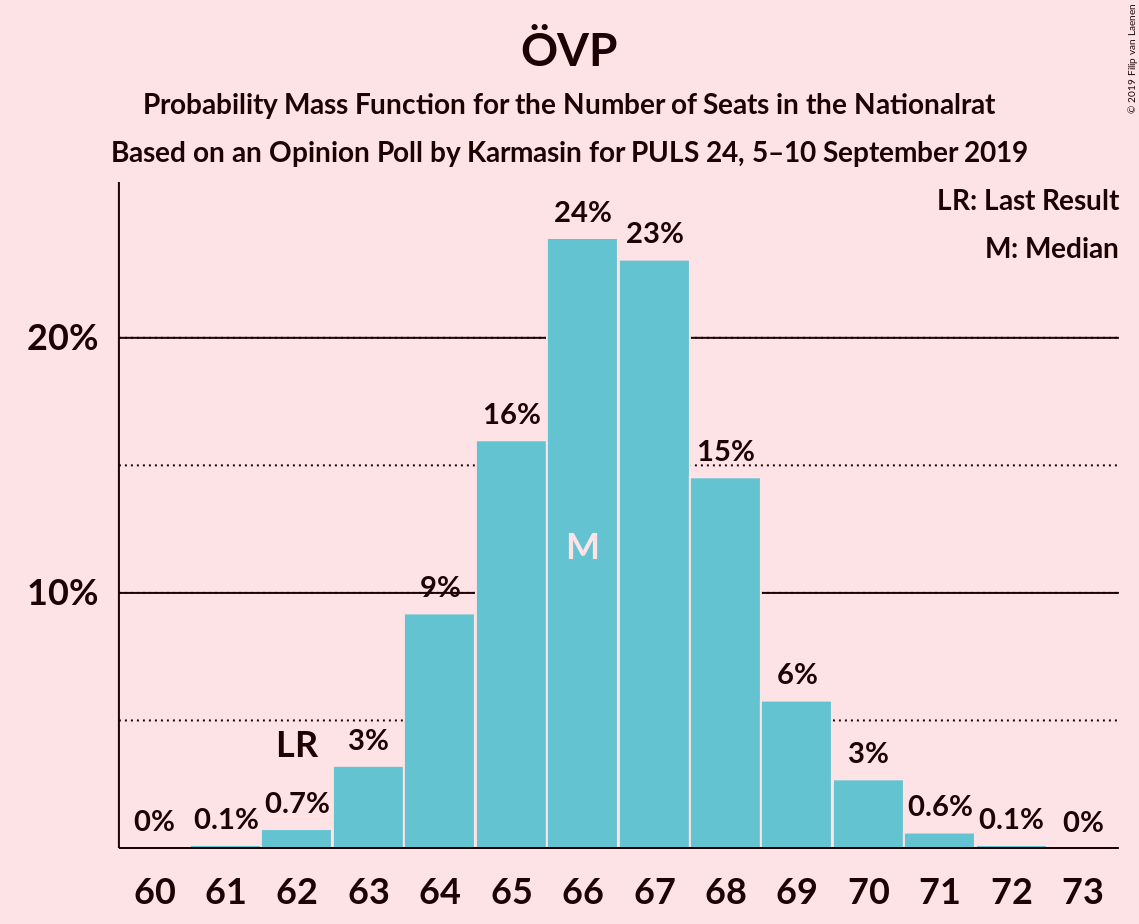 ÖVP
Probability Mass Function for the Number of Seats in the Nationalrat
Based on an Opinion Poll by Karmasin for PULS 24, 5–10 September 2019
© 2019 Filip van Laenen
LR: Last Result
M: Median
24%
23%
20%
16%
15%
M
10%
9%
6%
LR
3%
3%
0%
0.1%
0.7%
0.6%
0.1%
0%
60 61 62 63 64 65 66 67 68 69 70 71 72 73